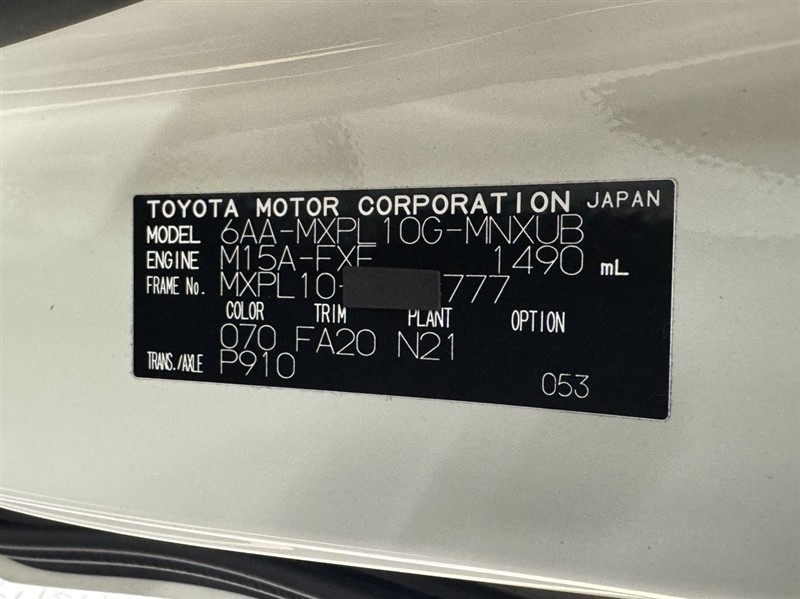 TOYOTA MOTOR CORPORATION JAPAN
MODEL 6AA-MXPL10G-MNXUB
ENGINE M15A-FXE 1490 mL
FRAME No. MXPL10- 777
COLOR TRIM PLANT OPTION
070 FA20 N21
TRANS./AXLE P910
053